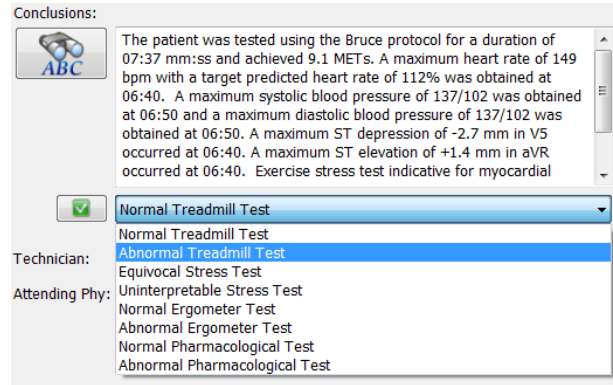 Conclusions:
ABC
The patient was tested using the Bruce protocol for a duration of
07:37 mm:ss and achieved 9.1 METs. A maximum heart rate of 149
bpm with a target predicted heart rate of 112% was obtained at
06:40.  A maximum systolic blood pressure of 137/102 was obtained
at 06:50 and a maximum diastolic blood pressure of 137/102 was
obtained at 06:50. A maximum ST depression of -2.7 mm in V5
occurred at 06:40. A maximum ST elevation of +1.4 mm in aVR
occurred at 06:40.  Exercise stress test indicative for myocardial
Normal Treadmill Test
Normal Treadmill Test
Technician:
Abnormal Treadmill Test
Equivocal Stress Test
Attending Phy:
Uninterpretable Stress Test
Normal Ergometer Test
Abnormal Ergometer Test
Normal Pharmacological Test
Abnormal Pharmacological Test